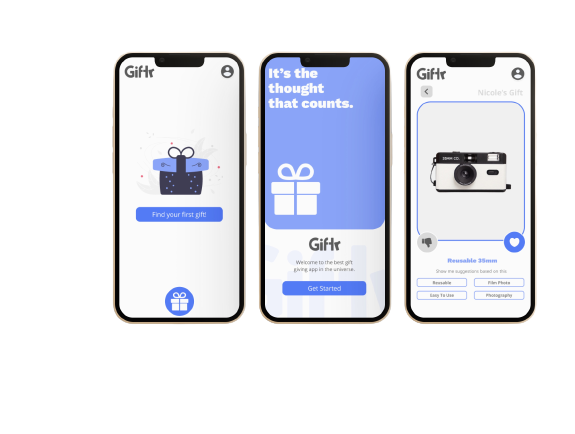 Giftr
Find your first gift!
It's the
thought
that counts.
Giftr
Welcome to the best gift
giving app in the universe.
Get Started
Giftr
Nicole's Gift
Reusable 35mm
Show me suggestions based on this
Reusable
Film Photo
Easy To Use
Photography